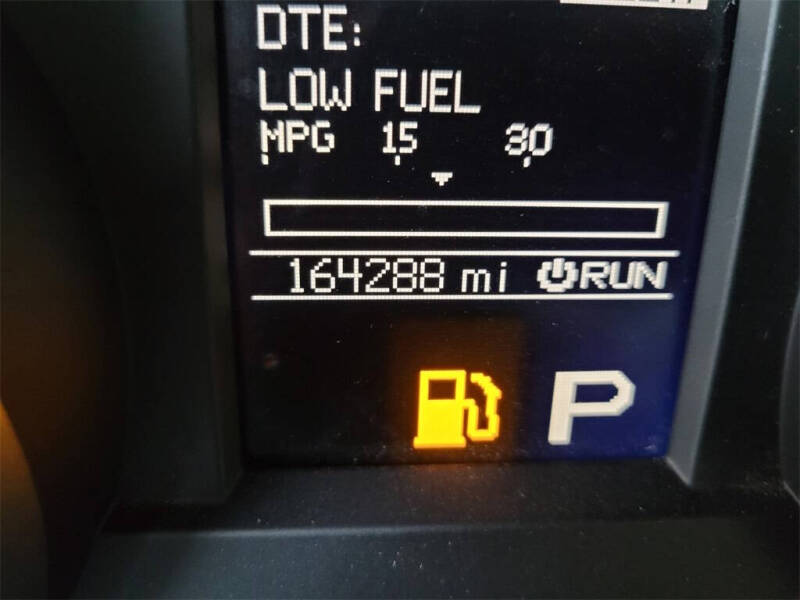 DTE:
LOW FUEL
MPG 15 30
164288 mi RUN
P